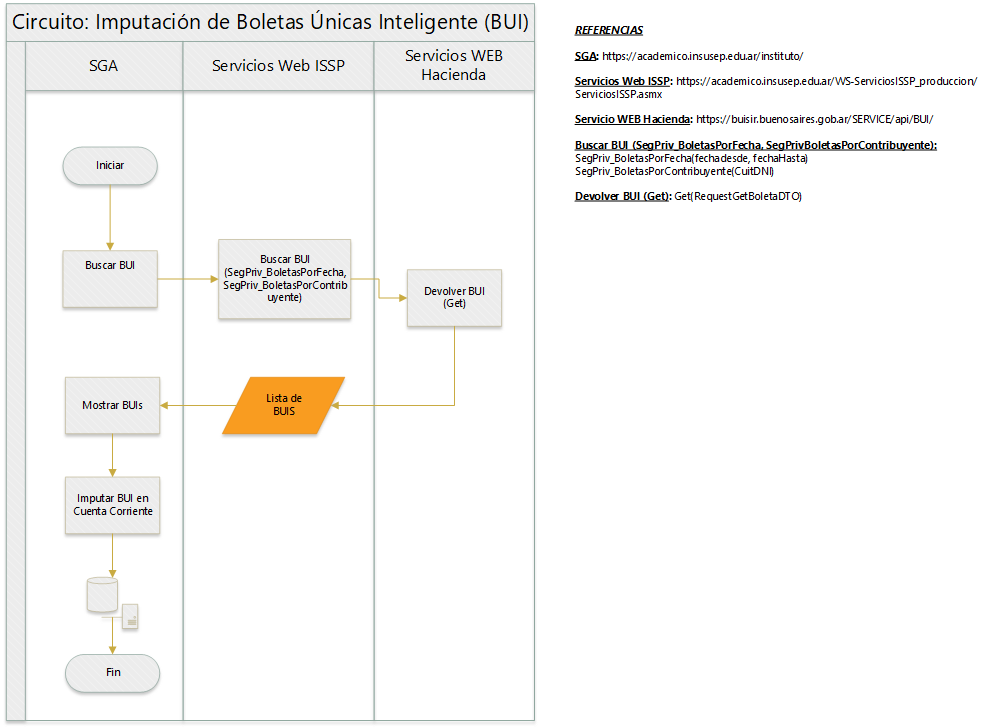 Circuito: Imputación de Boletas Únicas Inteligente (BUI)
SGA
Servicios Web ISSP
Servicios WEB
Hacienda
Iniciar
Buscar BUI
Buscar BUI
(SegPriv_BoletasPorFecha,
SegPriv_BoletasPorContrib
uyente)
Devolver BUI
(Get)
Lista de
BUIS
Mostrar BUIs
Imputar BUI en
Cuenta Corriente
Fin
REFERENCIAS
SGA: https://academico.insusep.edu.ar/instituto/
Servicios Web ISSP: https://academico.insusep.edu.ar/WS-ServiciosISSP_produccion/
ServiciosISSP.asmx
Servicio WEB Hacienda: https://buisir.buenosaires.gob.ar/SERVICE/api/BUI/
Buscar BUI (SegPriv_BoletasPorFecha, SegPrivBoletasPorContribuyente):
SegPriv_BoletasPorFecha(fechadesde, fechaHasta)
SegPriv_BoletasPorContribuyente(CuitDNI)
Devolver BUI (Get): Get(RequestGetBoletaDTO)